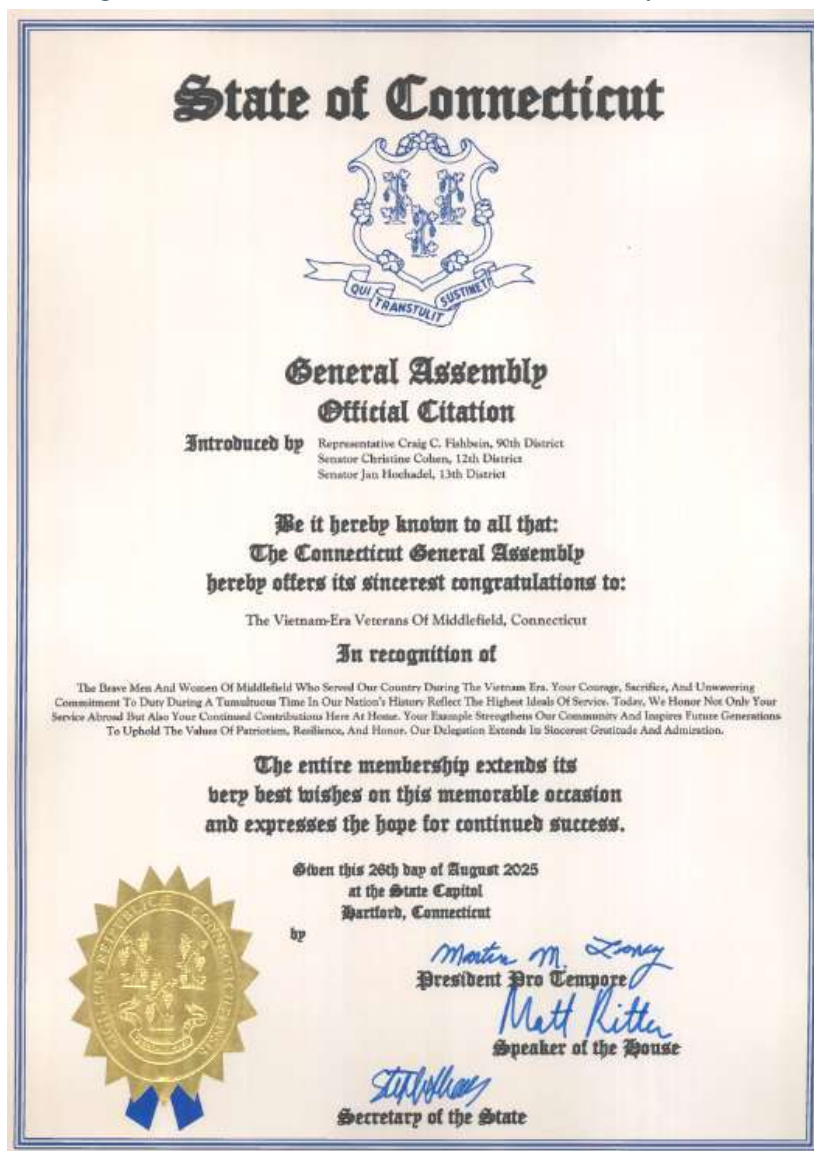 State of Connecticut
QUI TRANSTULIT SUSTINET
General Assembly
Official Citation
Introduced by Representative Craig C. Fishbein, 90th District
Senator Christine Cohen, 12th District
Senator Jan Hochadel, 13th District
Be it hereby known to all that:
The Connecticut General Assembly
hereby offers its sincerest congratulations to:
The Vietnam-Era Veterans Of Middlefield, Connecticut
In recognition of
The Brave Men And Women Of Middlefield Who Served Our Country During The Vietnam Era. Your Courage, Sacrifice, And Unwavering
Commitment To Duty During A Tumultuous Time In Our Nation's History Reflect The Highest Ideals Of Service. Today, We Honor Not Only Your
Service Abroad But Also Your Continued Contributions Here At Home. Your Example Strengthens Our Community And Inspires Future Generations
To Uphold The Values Of Patriotism, Resilience, And Honor. Our Delegation Extends Its Sincerest Gratitude And Admiration.
The entire membership extends its
very best wishes on this memorable occasion
and expresses the hope for continued success.
Given this 26th day of August 2025
at the State Capitol
Hartford, Connecticut
by
Martin M. Looney
President Pro Tempore
Matt Ritter
Speaker of the House
Secretary of the State